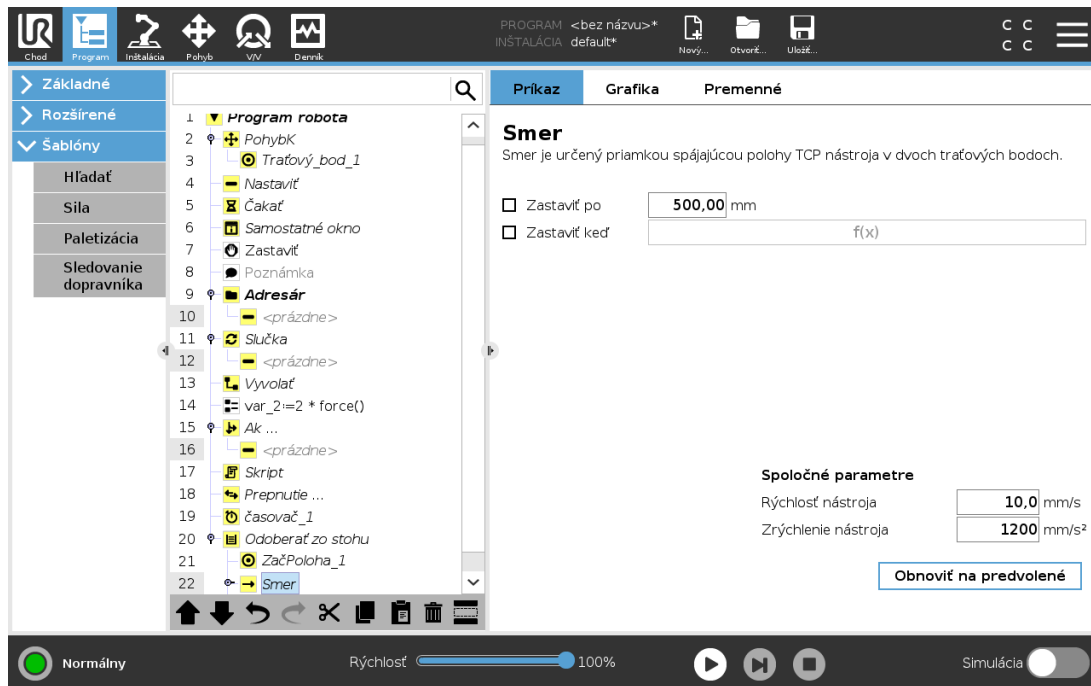 UR
PROGRAM <bez názvu>*
INŠTALÁCIA default*
Chod
Program
Inštalácia
Pohyb
V/V
Denník
Nový...
Otvoriť...
Uložiť...
C C
C C
Základné
Rozšírené
Šablóny
Hľadať
Sila
Paletizácia
Sledovanie
dopravníka
1 Program robota
2 PohybK
3 Traťový_bod_1
4 Nastaviť
5 Čakať
6 Samostatné okno
7 Zastaviť
8 Poznámka
9 Adresár
10 <prázdne>
11 Slučka
12 <prázdne>
13 Vyvolať
14 var_2:=2 * force()
15 Ak ...
16 <prázdne>
17 Skript
18 Prepnutie ...
19 časovač_1
20 Odoberať zo stohu
21 ZačPoloha_1
22 Smer
Príkaz
Grafika
Premenné
Smer
Smer je určený priamkou spájajúcou polohy TCP nástroja v dvoch traťových bodoch.
Zastaviť po 500,00 mm
Zastaviť keď f(x)
Spoločné parametre
Rýchlosť nástroja 10,0 mm/s
Zrýchlenie nástroja 1200 mm/s²
Obnoviť na predvolené
Normálny
Rýchlosť 100%
Simulácia